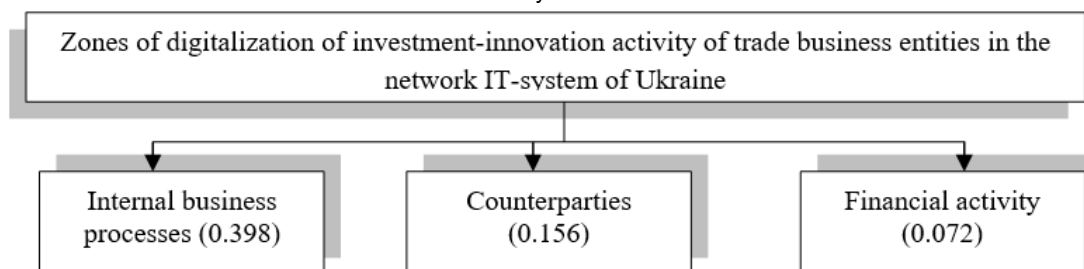 Zones of digitalization of investment-innovation activity of trade business entities in the
network IT-system of Ukraine
Internal business
processes (0.398)
Counterparties
(0.156)
Financial activity
(0.072)